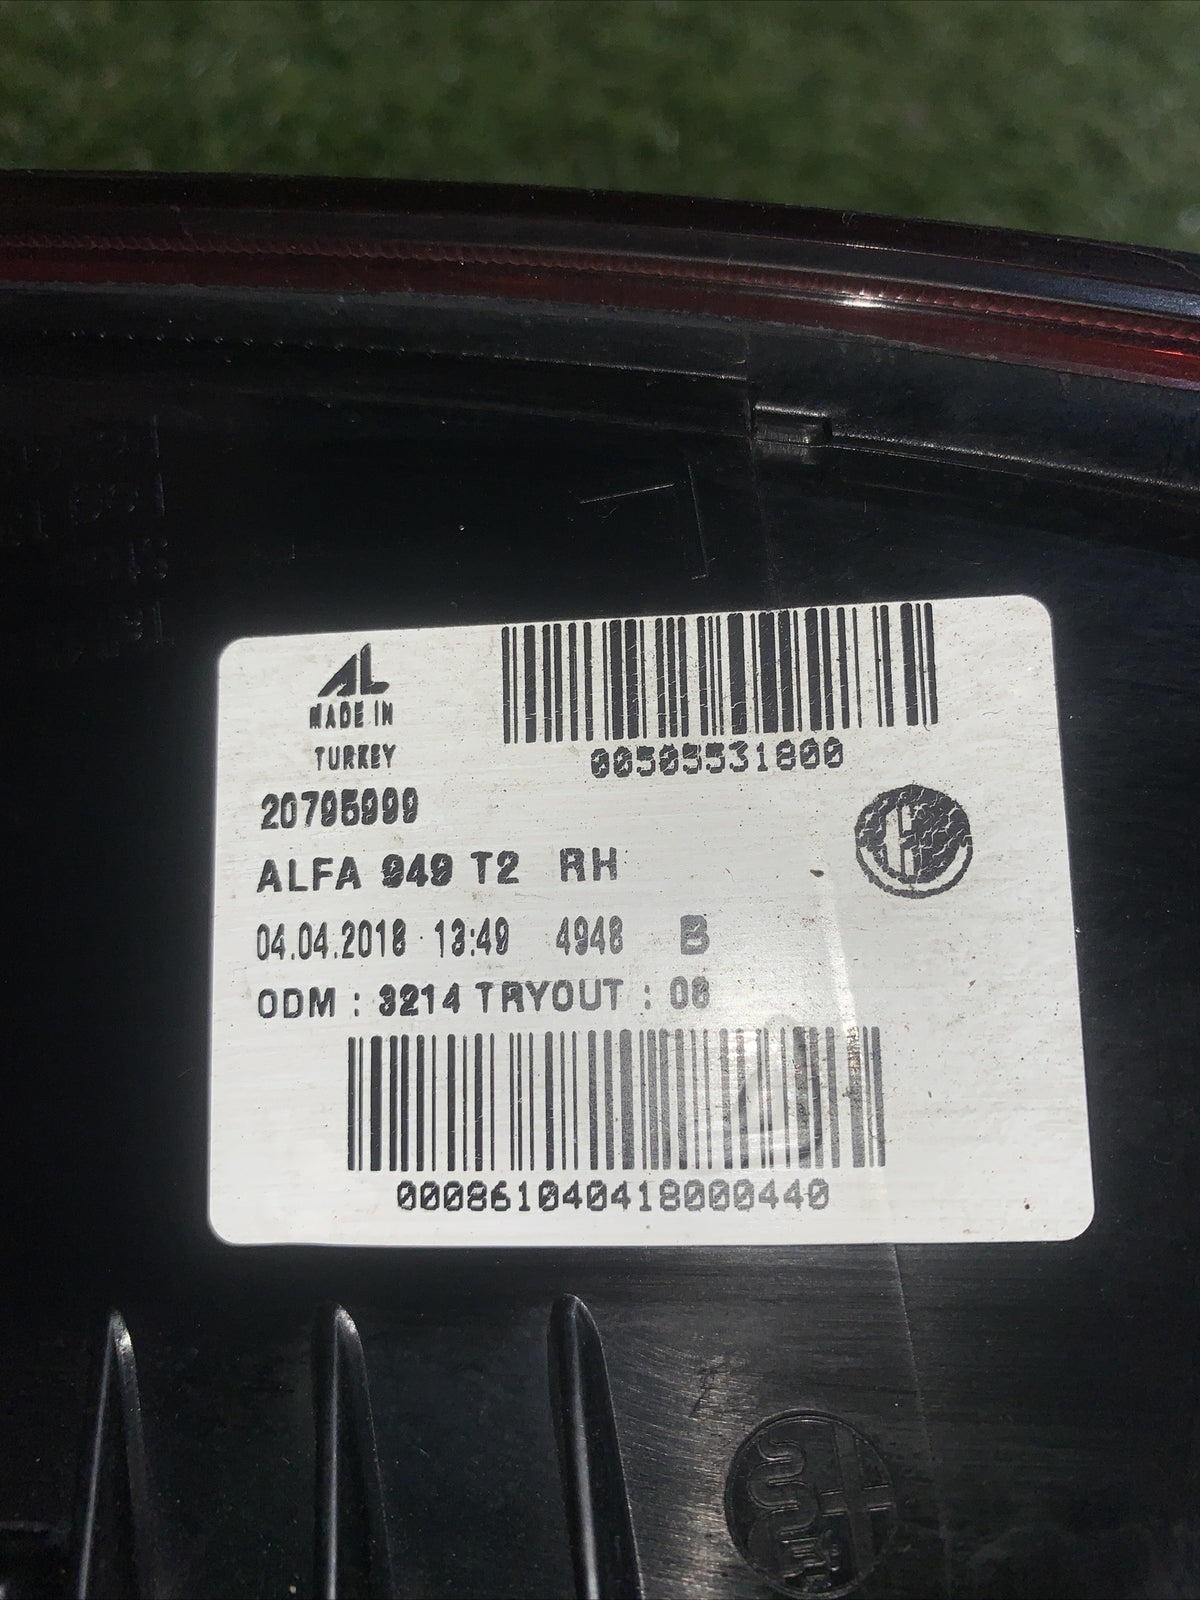 AL
MADE IN
TURKEY
00505531800
20795999
ALFA 949 T2 RH
04.04.2018 13:49 4948 B
ODM : 3214 TRYOUT : 06
000861040418000440